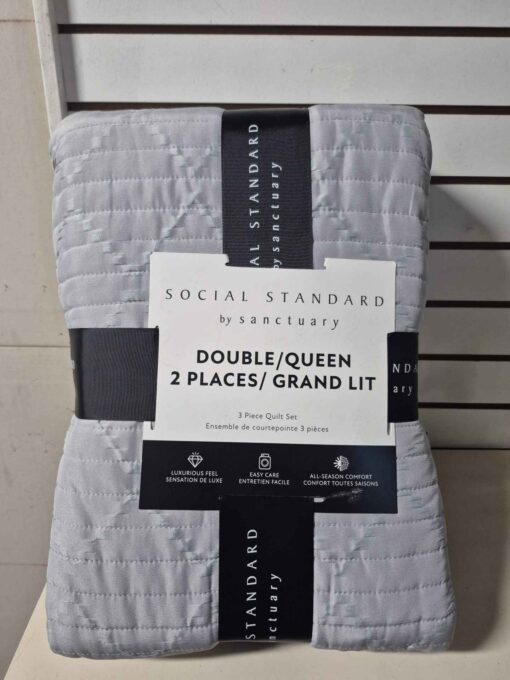 AL STANDARD
by sanctuary
SOCIAL STANDARD
by sanctuary
DOUBLE/QUEEN
2 PLACES/ GRAND LIT
3 Piece Quilt Set
Ensemble de courtepointe 3 pièces
LUXURIOUS FEEL
SENSATION DE LUXE
EASY CARE
ENTRETIEN FACILE
ALL-SEASON COMFORT
CONFORT TOUTES SAISONS
NDA
ary
STANDARD
sanctuary